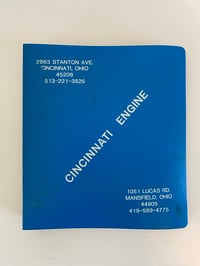 2863 STANTON AVE.
CINCINNATI, OHIO
45206
513-221-3525
CINCINNATI ENGINE
1051 LUCAS RD.
MANSFIELD, OHIO
44905
419-589-4775